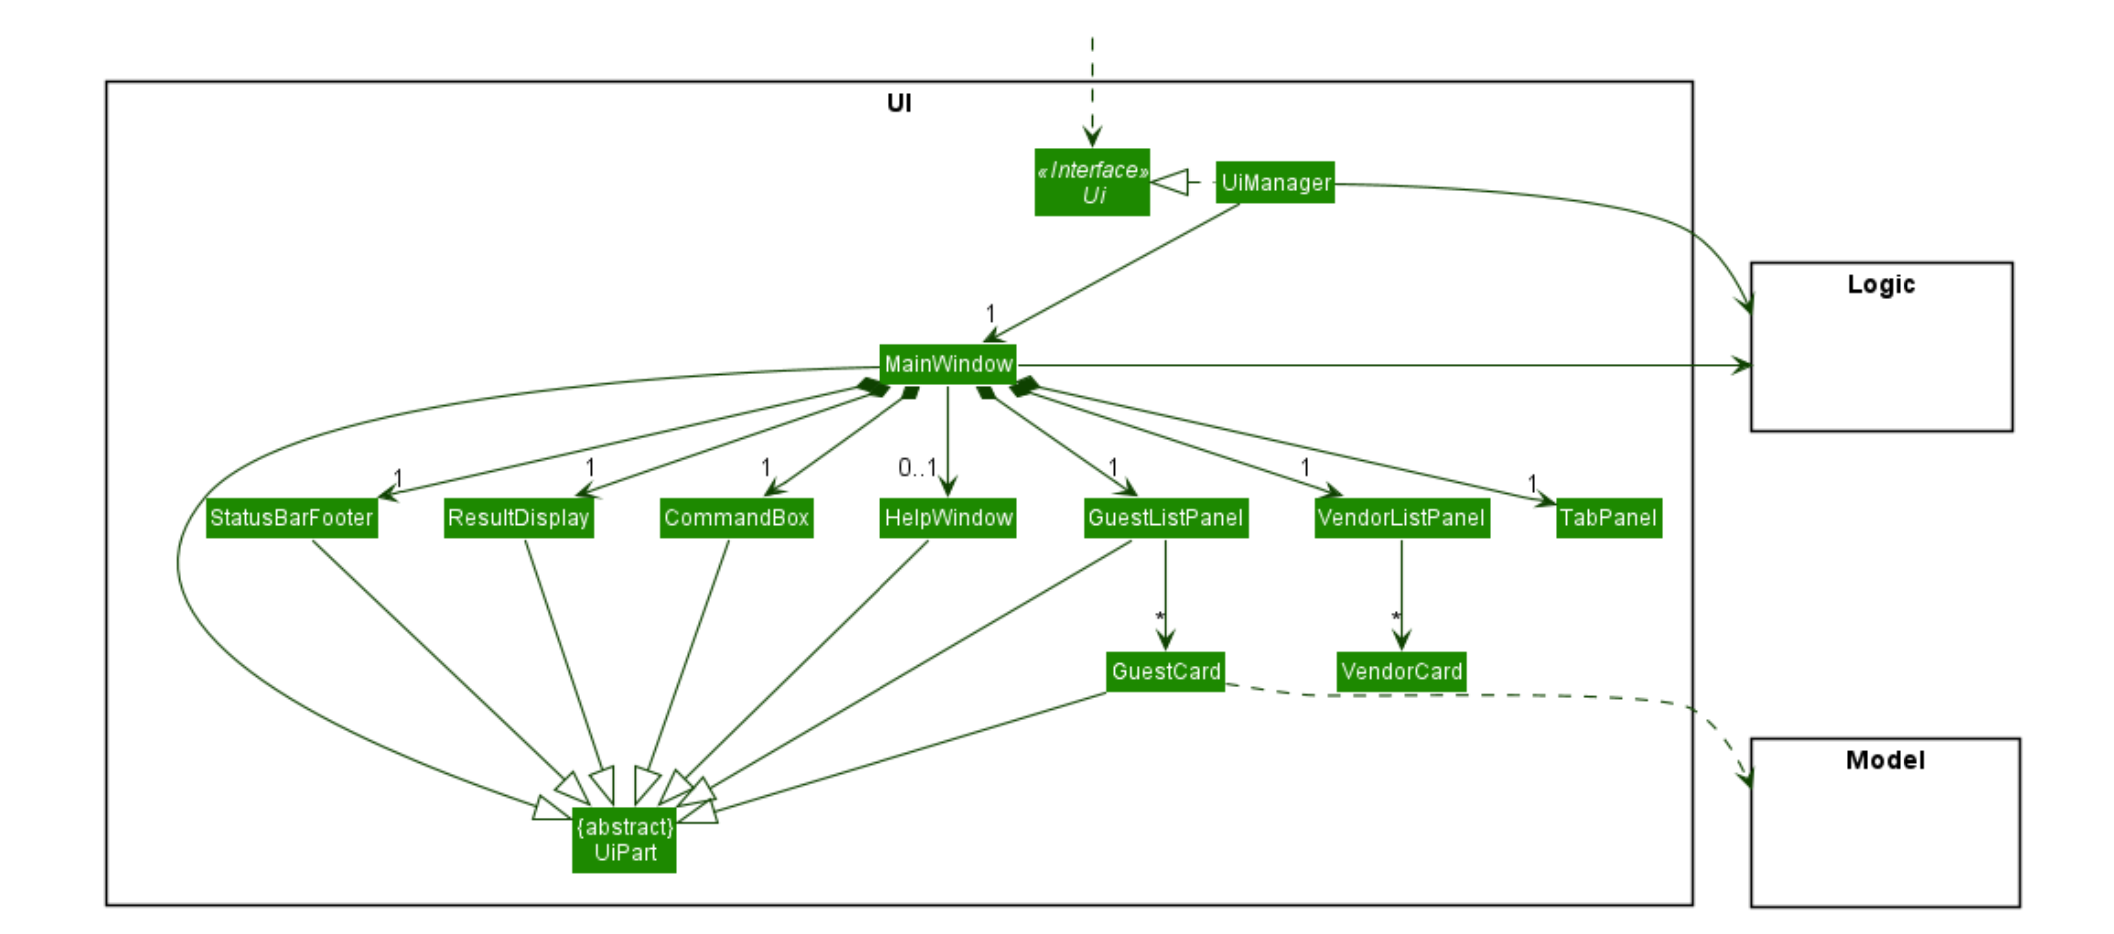 UI
«Interface»
Ui
UiManager
Logic
1
MainWindow
1
1
1
0..1
1
1
1
StatusBarFooter
ResultDisplay
CommandBox
HelpWindow
GuestListPanel
VendorListPanel
TabPanel
*
*
GuestCard
VendorCard
Model
{abstract}
UiPart